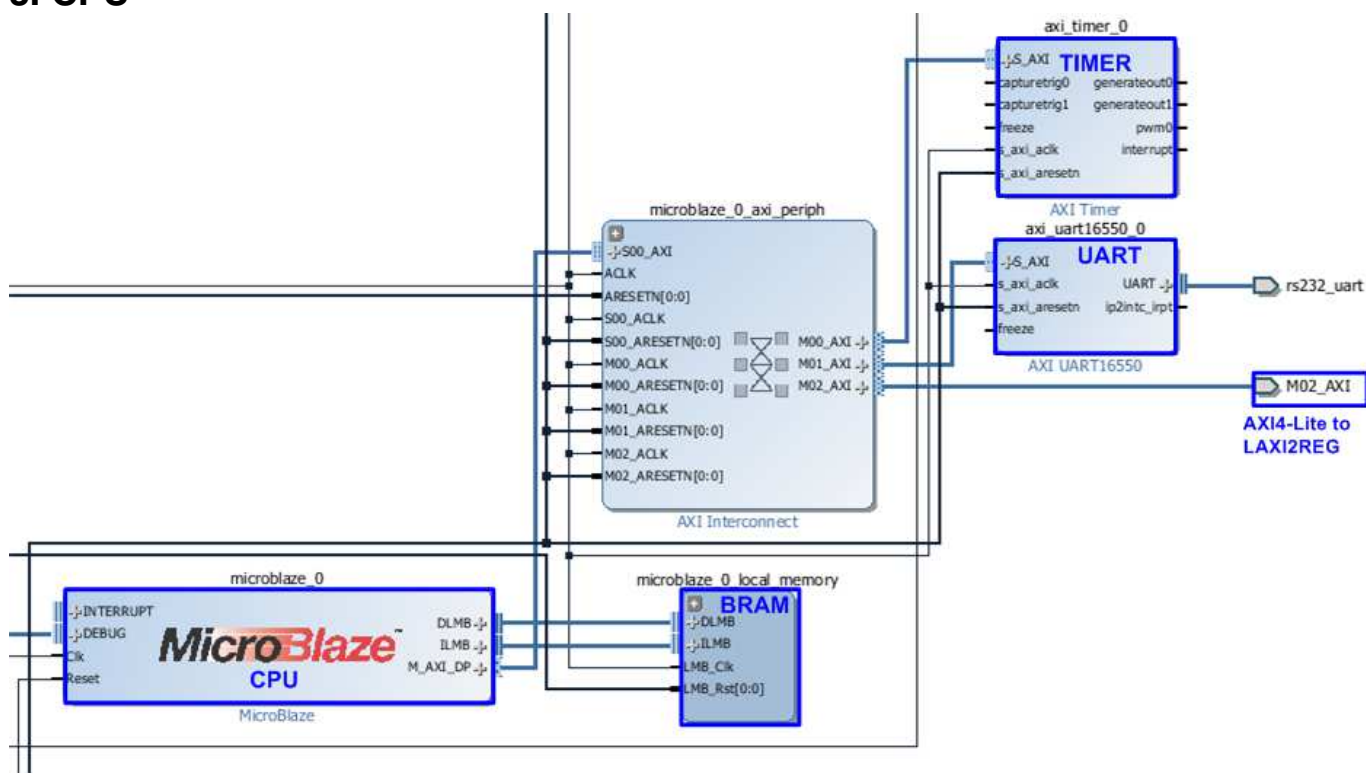 axi_timer_0
S_AXI TIMER
capturetrig0 generateout0
capturetrig1 generateout1
freeze pwm0
s_axi_aclk interrupt
s_axi_aresetn
AXI Timer
microblaze_0_axi_periph
S00_AXI
ACLK
ARESETN[0:0]
S00_ACLK
S00_ARESETN[0:0] M00_AXI
M00_ACLK M01_AXI
M00_ARESETN[0:0] M02_AXI
M01_ACLK
M01_ARESETN[0:0]
M02_ACLK
M02_ARESETN[0:0]
AXI Interconnect
axi_uart16550_0
S_AXI UART
s_axi_aclk UART
s_axi_aresetn ip2intc_irpt
freeze
AXI UART16550
rs232_uart
M02_AXI
AXI4-Lite to
LAXI2REG
microblaze_0
INTERRUPT
DEBUG DLMB
Clk MicroBlaze™ ILMB
Reset CPU M_AXI_DP
MicroBlaze
microblaze_0_local_memory
BRAM
DLMB
ILMB
LMB_Clk
LMB_Rst[0:0]